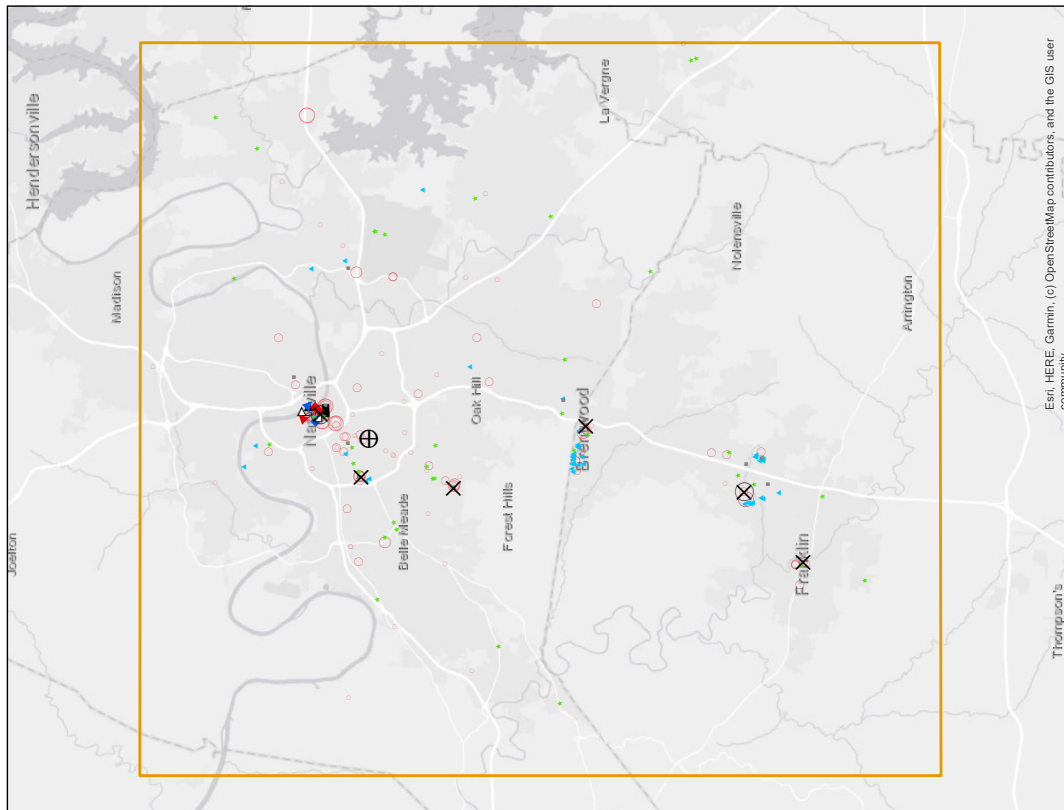 Hendersonville
Joelton
Madison
La Vergne
Nashville
Oak Hill
Nolensville
Belle Meade
Forest Hills
Brentwood
Arrington
Franklin
Thompson's
Esri, HERE, Garmin, (c) OpenStreetMap contributors, and the GIS user
community